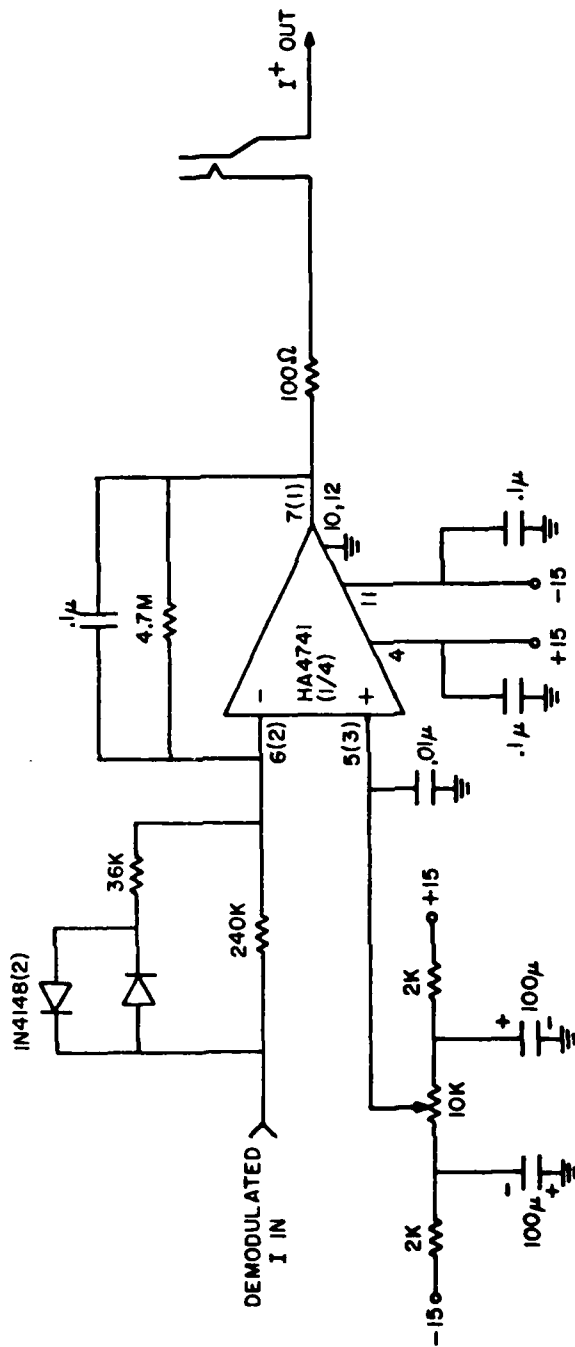 DEMODULATED
I IN
1N4148(2)
36K
240K
.1μ
4.7M
6(2)
5(3)
-
+
HA4741
(1/4)
7(1)
10,12
11
4
.01μ
.1μ
+15
-15
.1μ
100Ω
I+ OUT
-15
2K
-
+
100μ
10K
+
-
100μ
2K
+15